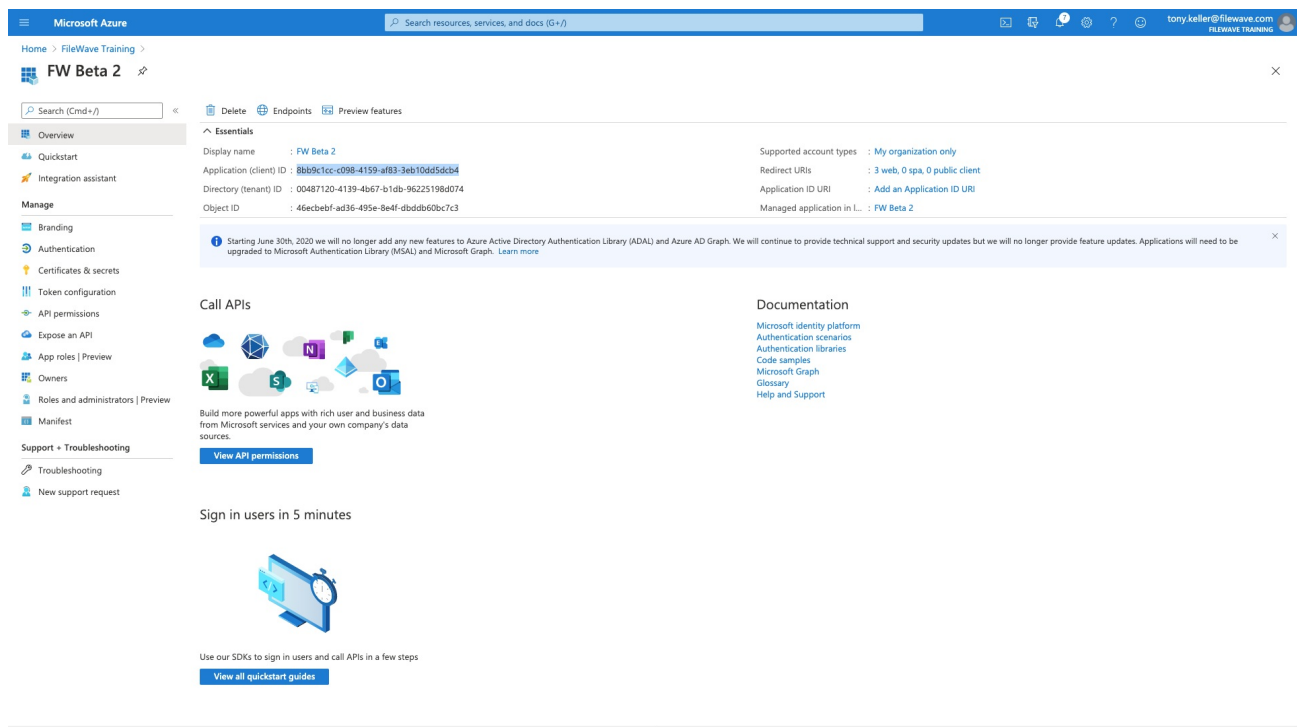 Microsoft Azure
Search resources, services, and docs (G+/)
7
tony.keller@filewave.com
FILEWAVE TRAINING
Home > FileWave Training >
FW Beta 2
Search (Cmd+/)
Overview
Quickstart
Integration assistant
Manage
Branding
Authentication
Certificates & secrets
Token configuration
API permissions
Expose an API
App roles | Preview
Owners
Roles and administrators | Preview
Manifest
Support + Troubleshooting
Troubleshooting
New support request
Delete Endpoints Preview features
Essentials
Display name : FW Beta 2
Application (client) ID : 8bb9c1cc-c098-4159-af83-3eb10dd5dcb4
Directory (tenant) ID : 00487120-4139-4b67-b1db-96225198d074
Object ID : 46ecbebf-ad36-495e-8e4f-dbddb60bc7c3
Supported account types : My organization only
Redirect URIs : 3 web, 0 spa, 0 public client
Application ID URI : Add an Application ID URI
Managed application in l... : FW Beta 2
Starting June 30th, 2020 we will no longer add any new features to Azure Active Directory Authentication Library (ADAL) and Azure AD Graph. We will continue to provide technical support and security updates but we will no longer provide feature updates. Applications will need to be
upgraded to Microsoft Authentication Library (MSAL) and Microsoft Graph. Learn more
Call APIs
N
X
S
O
Build more powerful apps with rich user and business data
from Microsoft services and your own company's data
sources.
View API permissions
Documentation
Microsoft identity platform
Authentication scenarios
Authentication libraries
Code samples
Microsoft Graph
Glossary
Help and Support
Sign in users in 5 minutes
Use our SDKs to sign in users and call APIs in a few steps
View all quickstart guides